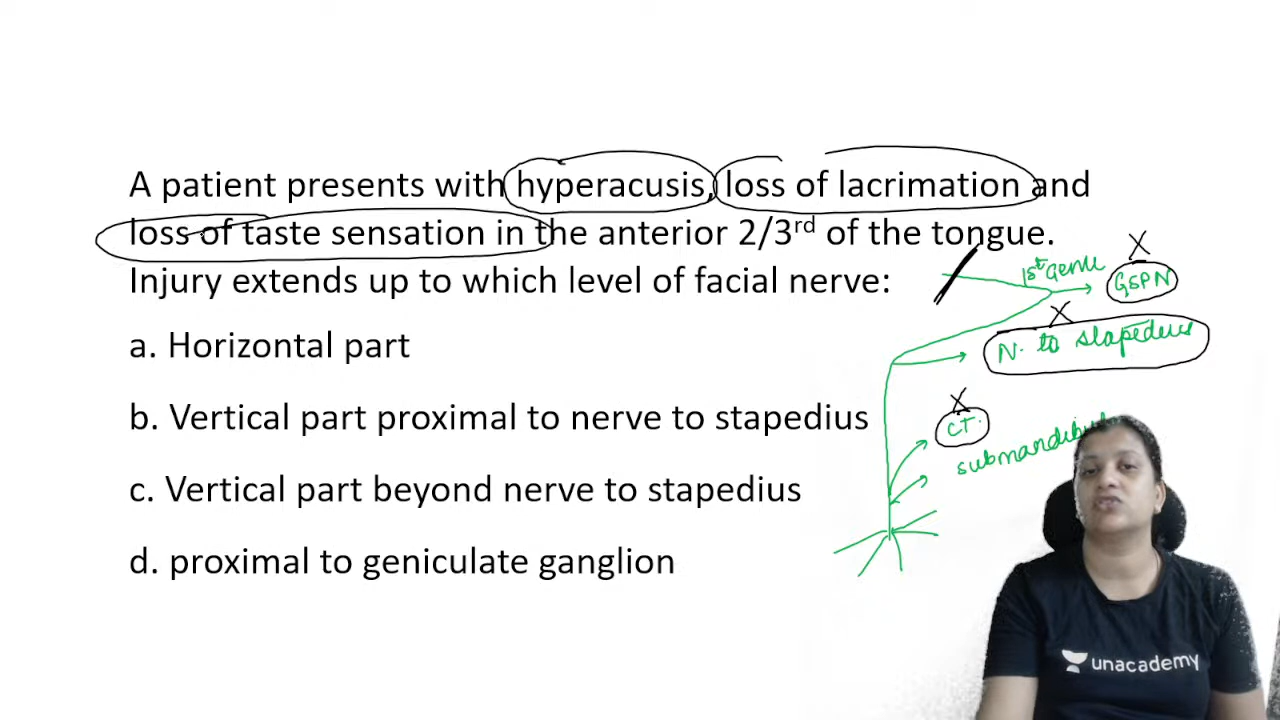 A patient presents with hyperacusis, loss of lacrimation and
loss of taste sensation in the anterior 2/3rd of the tongue.
Injury extends up to which level of facial nerve:
1st genu
GSPN
a. Horizontal part
N. to stapedius
b. Vertical part proximal to nerve to stapedius
CT.
c. Vertical part beyond nerve to stapedius
d. proximal to geniculate ganglion
unacademy